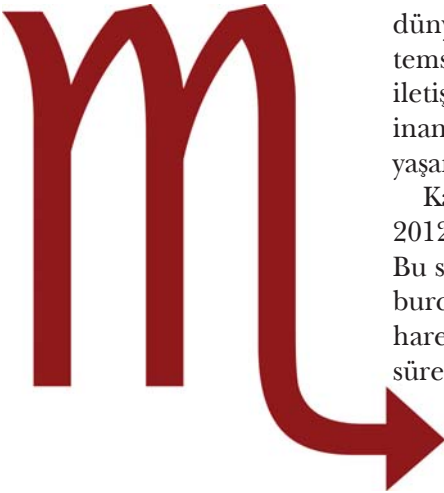 düny
tems
iletiş
inan
yaşar
Ka
2012
Bu s
burc
hare
süre